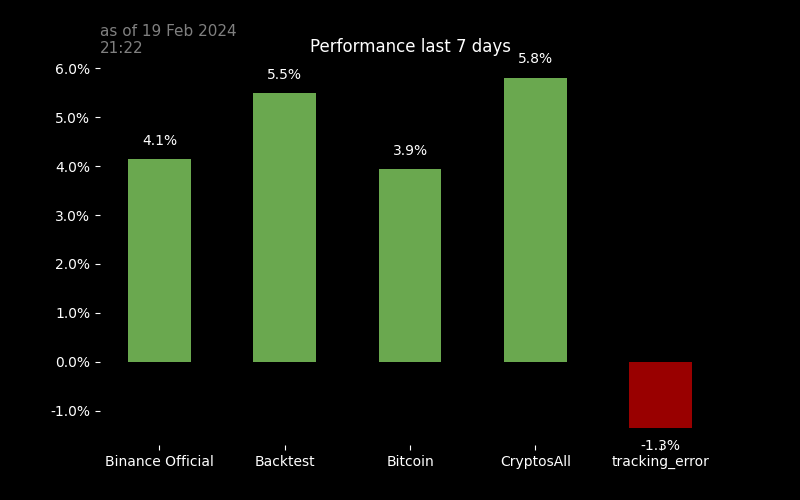 as of 19 Feb 2024
21:22
Performance last 7 days
6.0%
5.0%
4.0%
3.0%
2.0%
1.0%
0.0%
-1.0%
4.1%
5.5%
3.9%
5.8%
-1.3%
Binance Official
Backtest
Bitcoin
CryptosAll
tracking_error